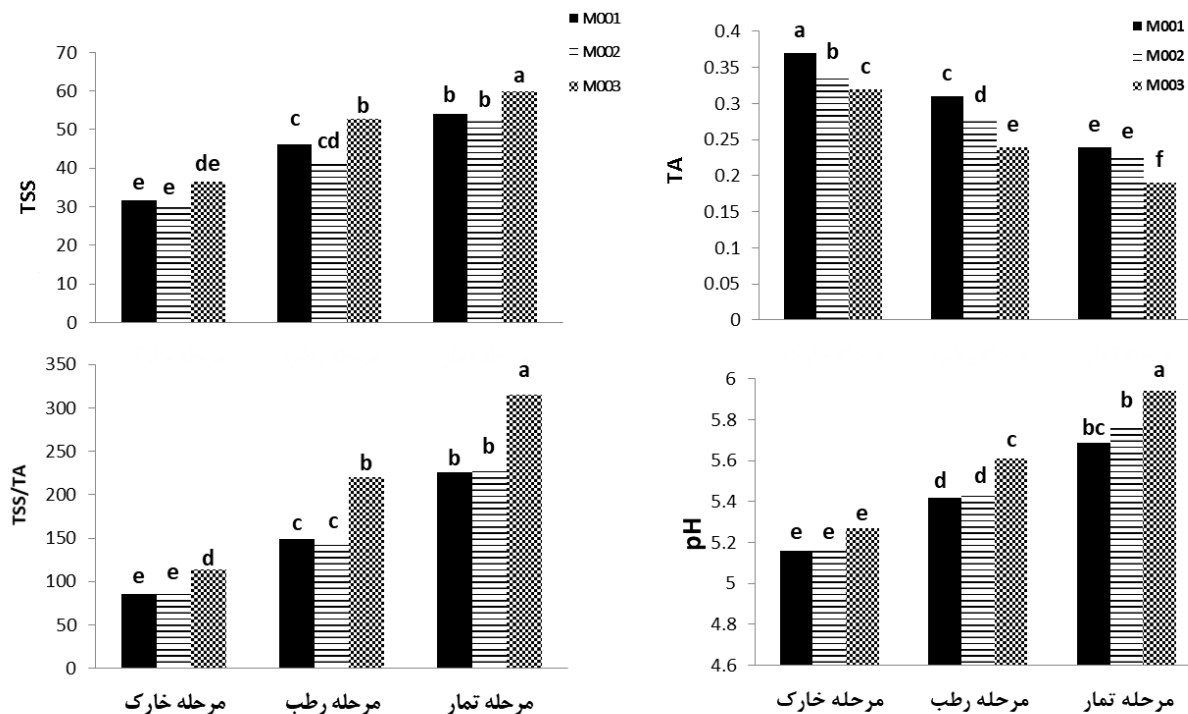 M001
M002
M003
TSS
70
60
50
40
30
20
10
0
e e de
c cd b
b b a
M001
M002
M003
TA
0.4
0.35
0.3
0.25
0.2
0.15
0.1
0.05
0
a b c
c d e
e e f
TSS/TA
350
300
250
200
150
100
50
0
e e d
c c b
b b a
مرحله خارک
مرحله رطب
مرحله تمار
pH
6
5.8
5.6
5.4
5.2
5
4.8
4.6
e e e
d d c
bc b a
مرحله خارک
مرحله رطب
مرحله تمار